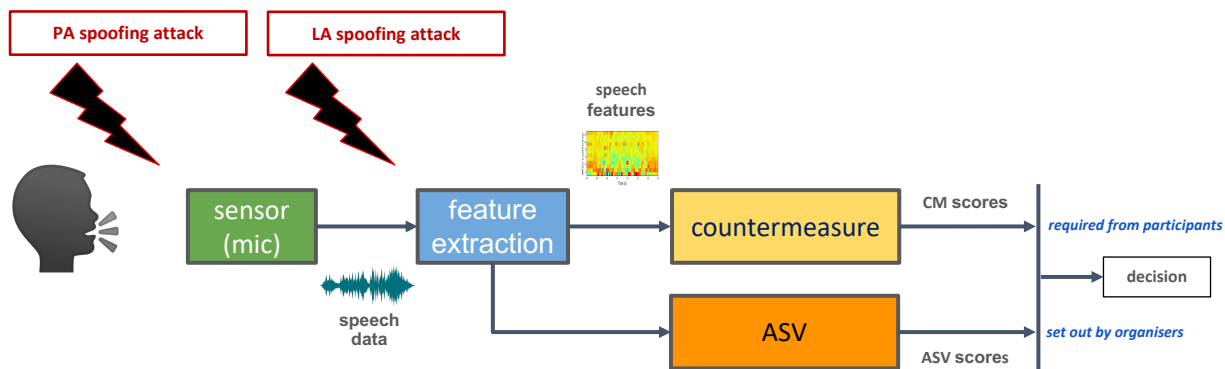 PA spoofing attack
LA spoofing attack
speech
features
sensor
(mic)
feature
extraction
countermeasure
CM scores
required from participants
decision
speech
data
ASV
ASV scores
set out by organisers